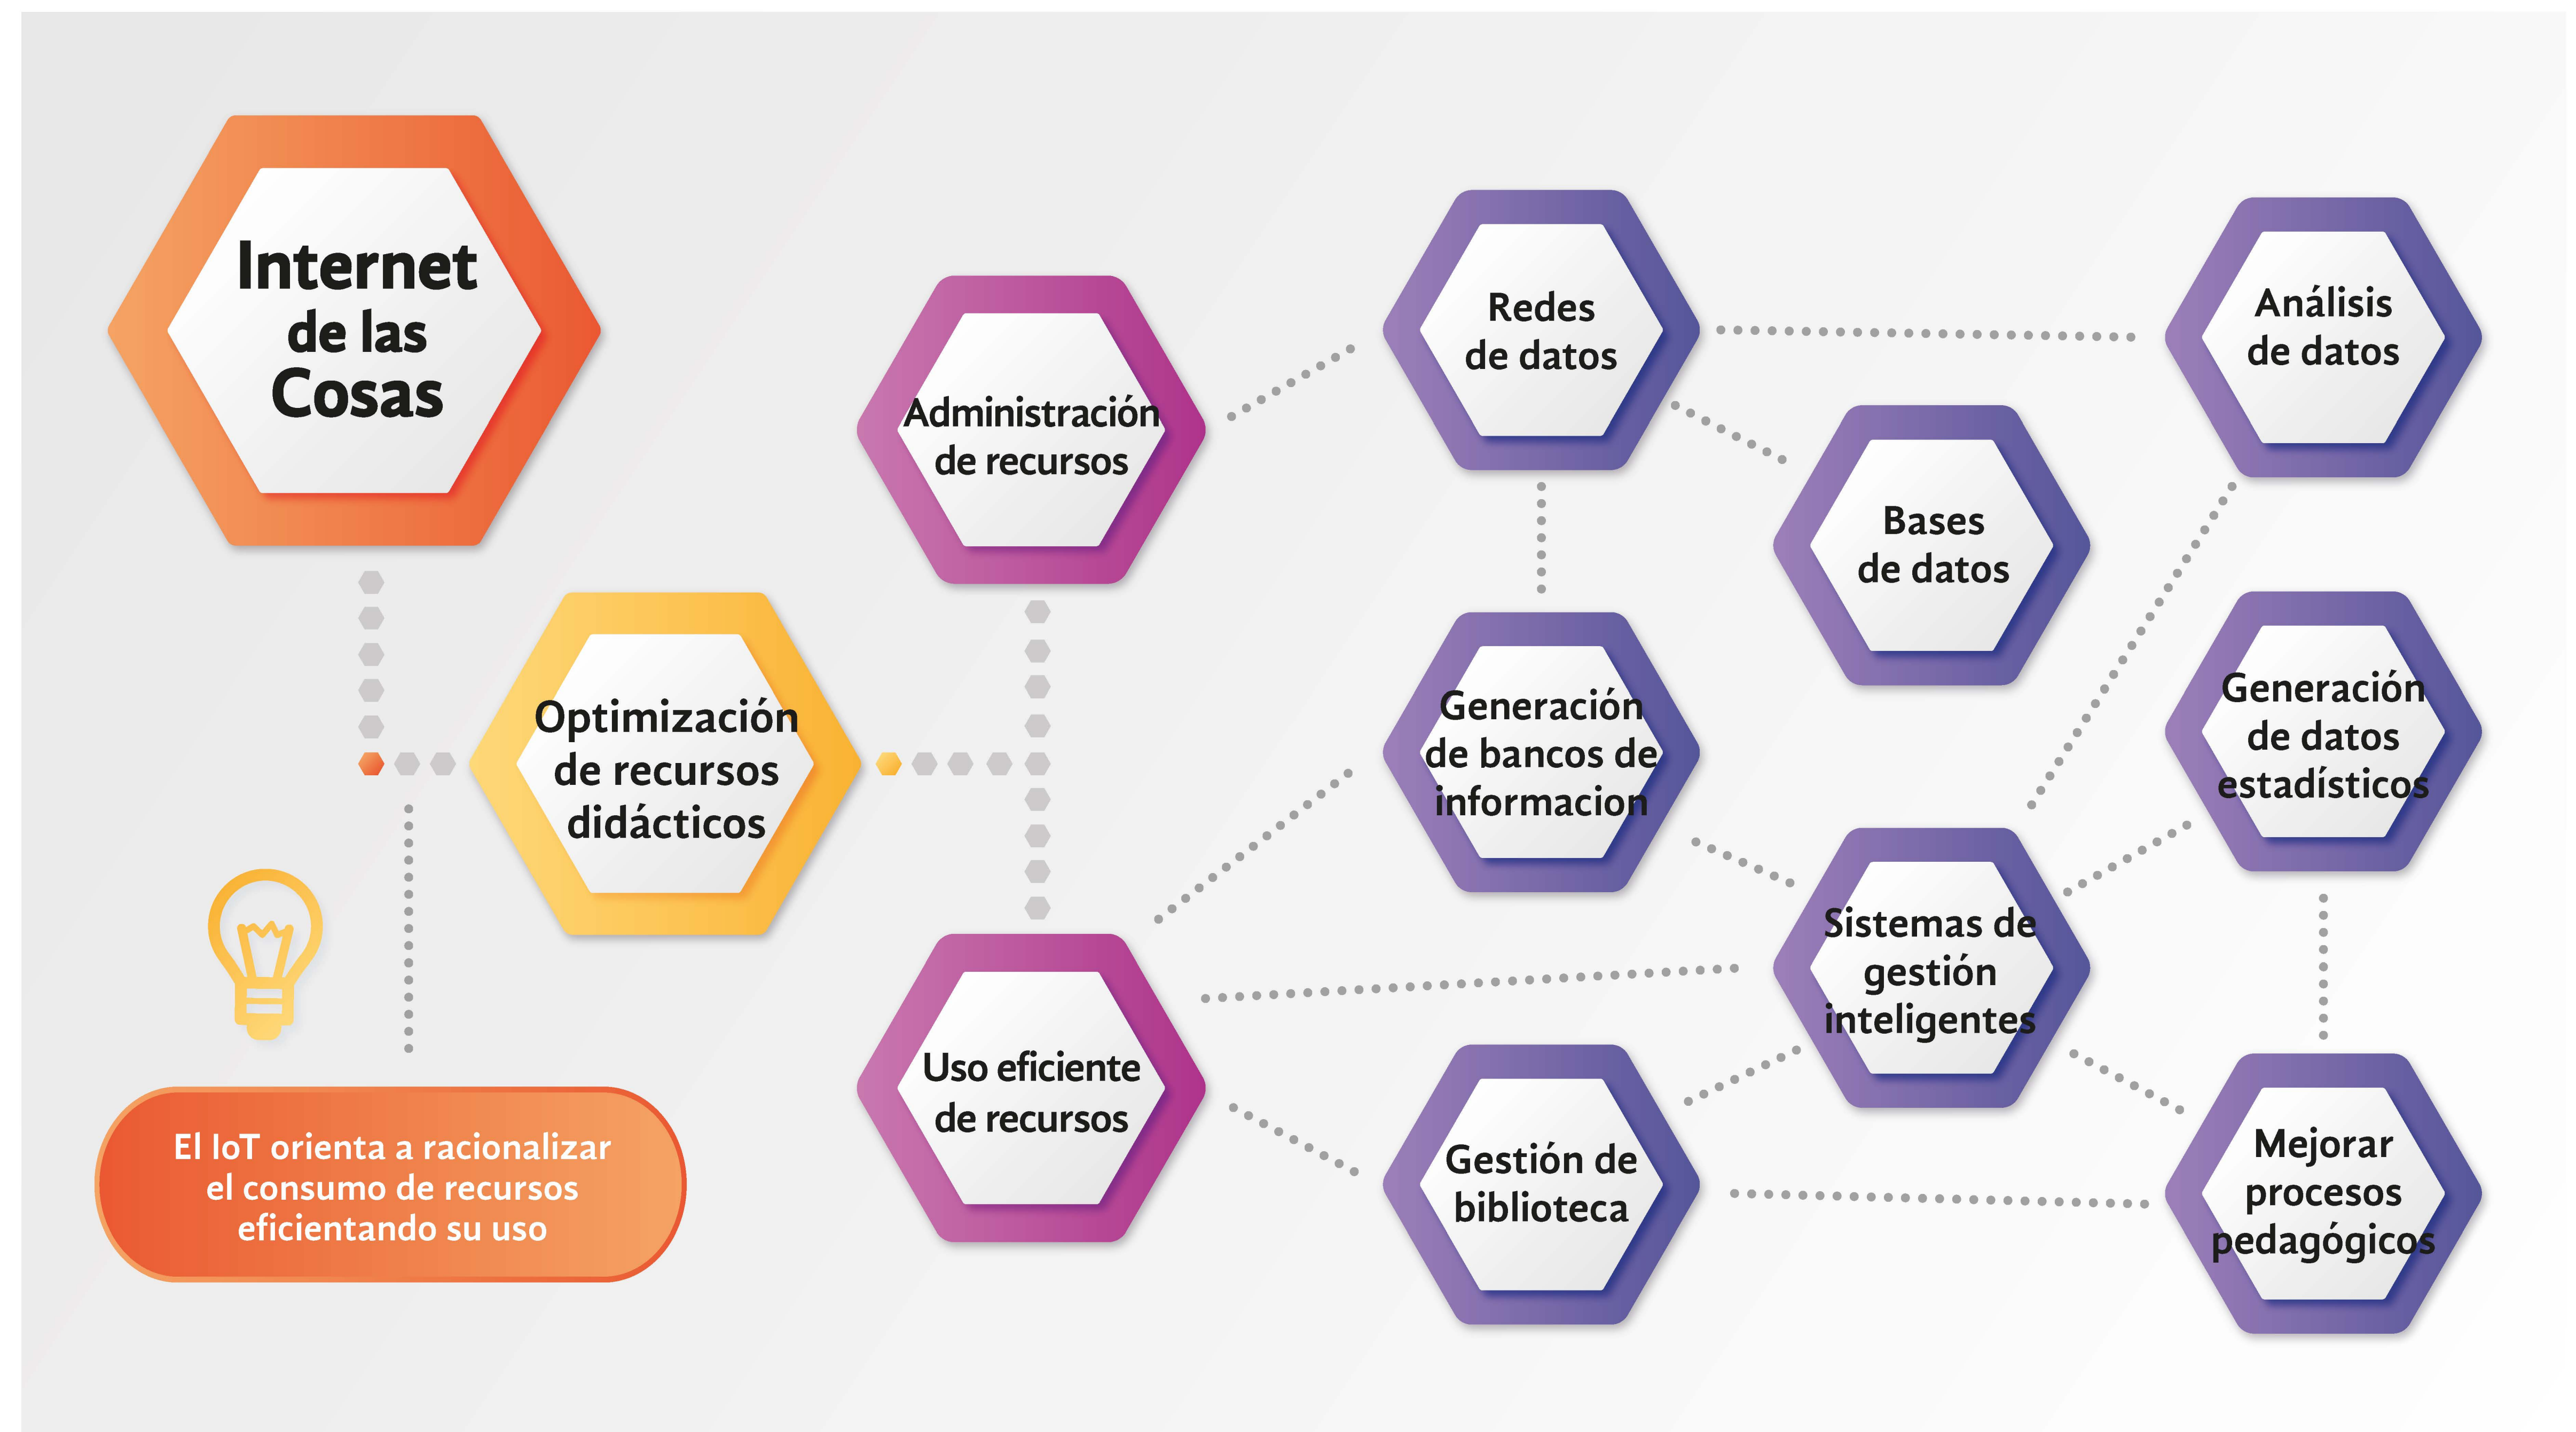 Internet
de las
Cosas
Optimización
de recursos
didácticos
El IoT orienta a racionalizar
el consumo de recursos
eficientando su uso
Administración
de recursos
Uso eficiente
de recursos
Redes
de datos
Análisis
de datos
Bases
de datos
Generación
de bancos de
informacion
Generación
de datos
estadísticos
Sistemas de
gestión
inteligentes
Gestión de
biblioteca
Mejorar
procesos
pedagógicos